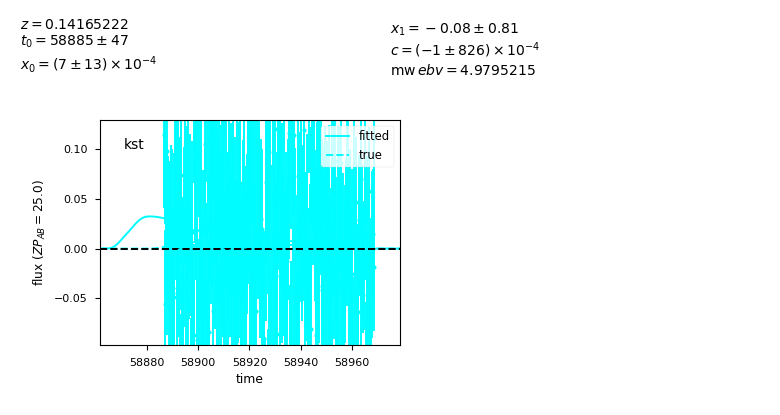 z = 0.14165222
t₀ = 58885 ± 47
x₀ = (7 ± 13) × 10⁻⁴
x₁ = −0.08 ± 0.81
c = (−1 ± 826) × 10⁻⁴
mw ebv = 4.9795215
kst
fitted
true
0.10
0.05
0.00
−0.05
flux (ZP_AB = 25.0)
58880 58900 58920 58940 58960
time